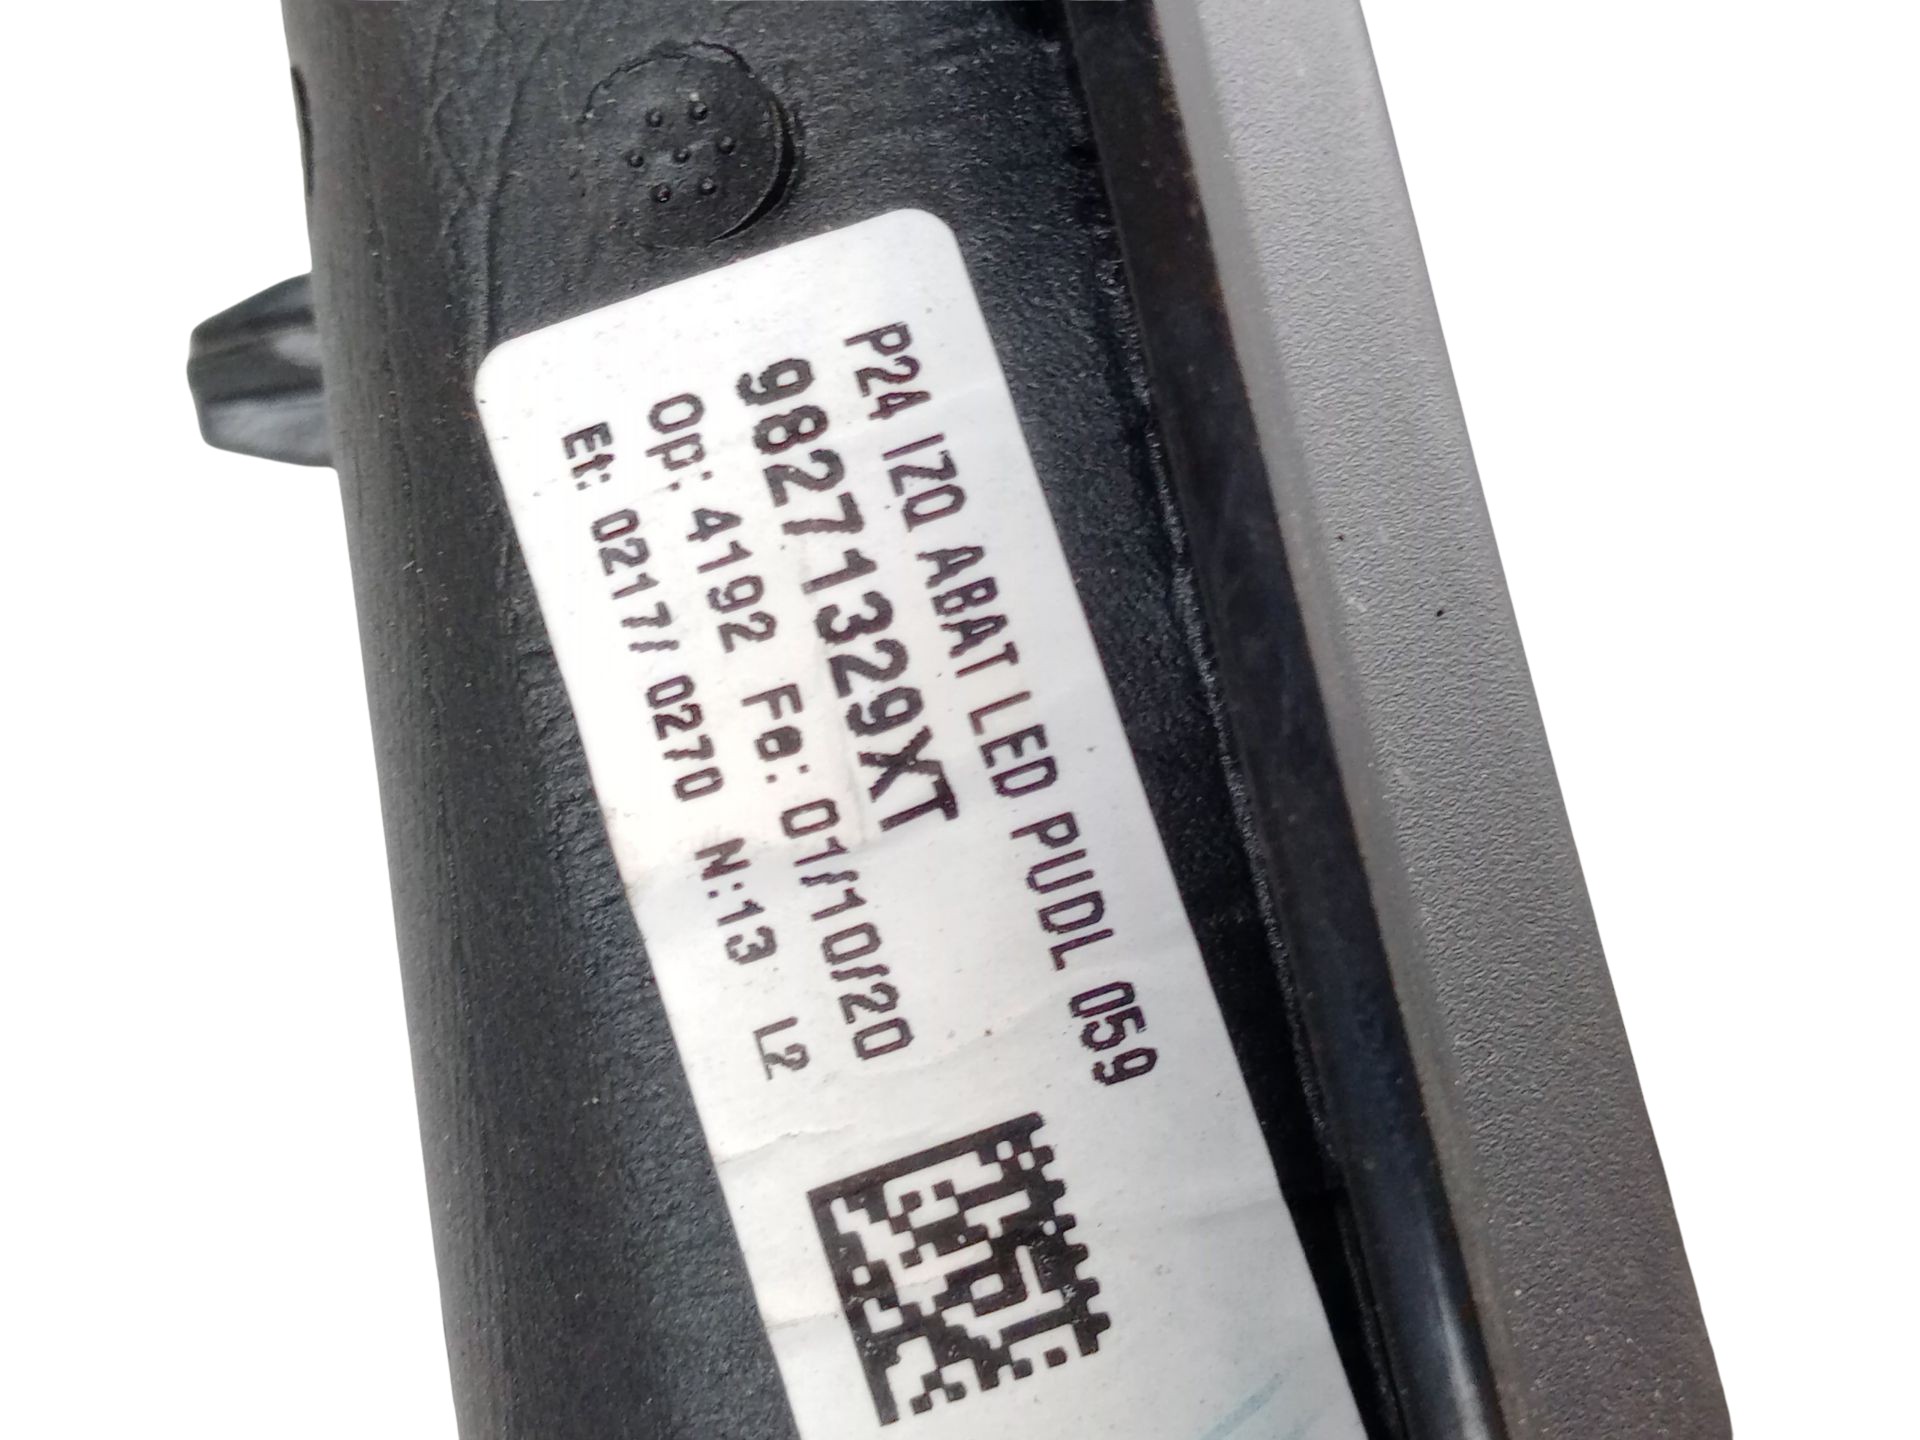 P24 IZQ ABAT LED PUDL 059
98271329XT
Op: 4192 Fe: 01/10/20
Et: 0217/ 0270 N:13 L2